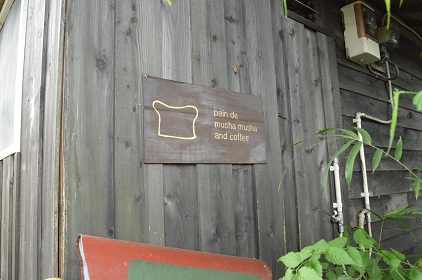 pain de
musha musha
and coffee